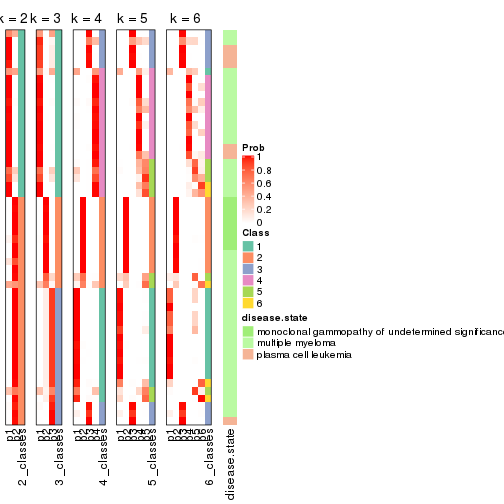 k = 2
k = 3
k = 4
k = 5
k = 6
Prob
1
0.8
0.6
0.4
0.2
0
Class
1
2
3
4
5
6
disease.state
monoclonal gammopathy of undetermined significance
multiple myeloma
plasma cell leukemia
p1
p2
2_classes
p1
p2
p3
3_classes
p1
p2
p3
p4
4_classes
p1
p2
p3
p4
p5
5_classes
p1
p2
p3
p4
p5
p6
6_classes
disease.state